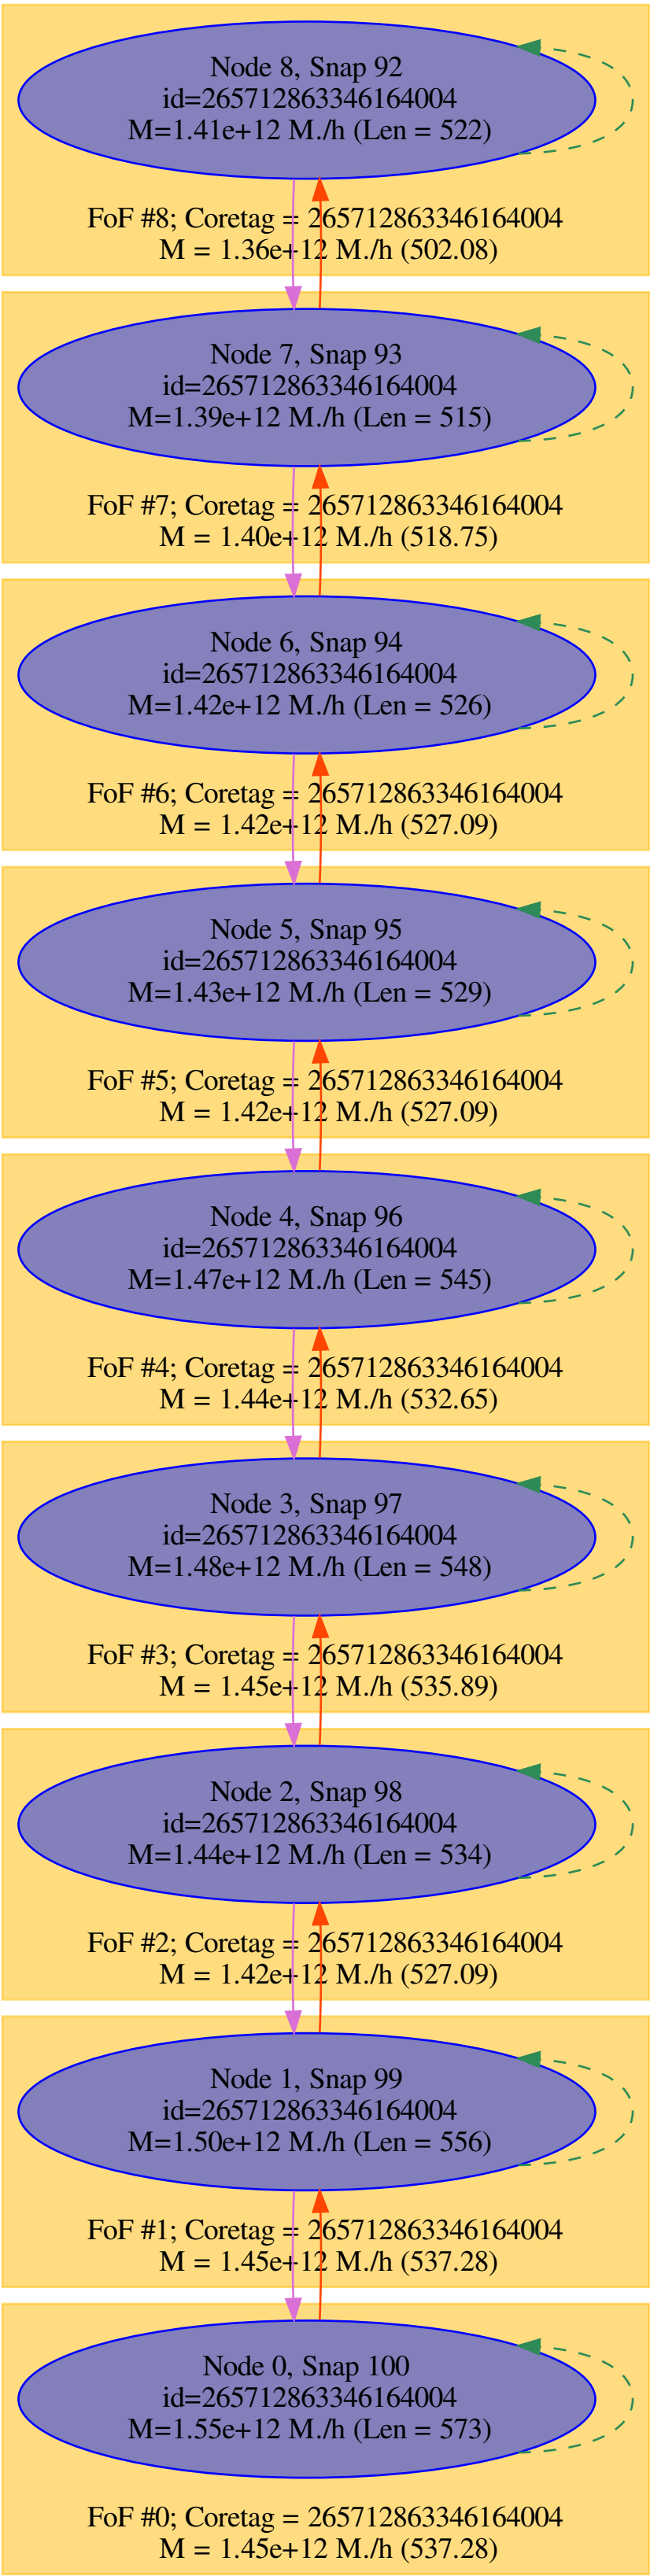 Node 8, Snap 92
id=265712863346164004
M=1.41e+12 M./h (Len = 522)
FoF #8; Coretag = 265712863346164004
M = 1.36e+12 M./h (502.08)
Node 7, Snap 93
id=265712863346164004
M=1.39e+12 M./h (Len = 515)
FoF #7; Coretag = 265712863346164004
M = 1.40e+12 M./h (518.75)
Node 6, Snap 94
id=265712863346164004
M=1.42e+12 M./h (Len = 526)
FoF #6; Coretag = 265712863346164004
M = 1.42e+12 M./h (527.09)
Node 5, Snap 95
id=265712863346164004
M=1.43e+12 M./h (Len = 529)
FoF #5; Coretag = 265712863346164004
M = 1.42e+12 M./h (527.09)
Node 4, Snap 96
id=265712863346164004
M=1.47e+12 M./h (Len = 545)
FoF #4; Coretag = 265712863346164004
M = 1.44e+12 M./h (532.65)
Node 3, Snap 97
id=265712863346164004
M=1.48e+12 M./h (Len = 548)
FoF #3; Coretag = 265712863346164004
M = 1.45e+12 M./h (535.89)
Node 2, Snap 98
id=265712863346164004
M=1.44e+12 M./h (Len = 534)
FoF #2; Coretag = 265712863346164004
M = 1.42e+12 M./h (527.09)
Node 1, Snap 99
id=265712863346164004
M=1.50e+12 M./h (Len = 556)
FoF #1; Coretag = 265712863346164004
M = 1.45e+12 M./h (537.28)
Node 0, Snap 100
id=265712863346164004
M=1.55e+12 M./h (Len = 573)
FoF #0; Coretag = 265712863346164004
M = 1.45e+12 M./h (537.28)